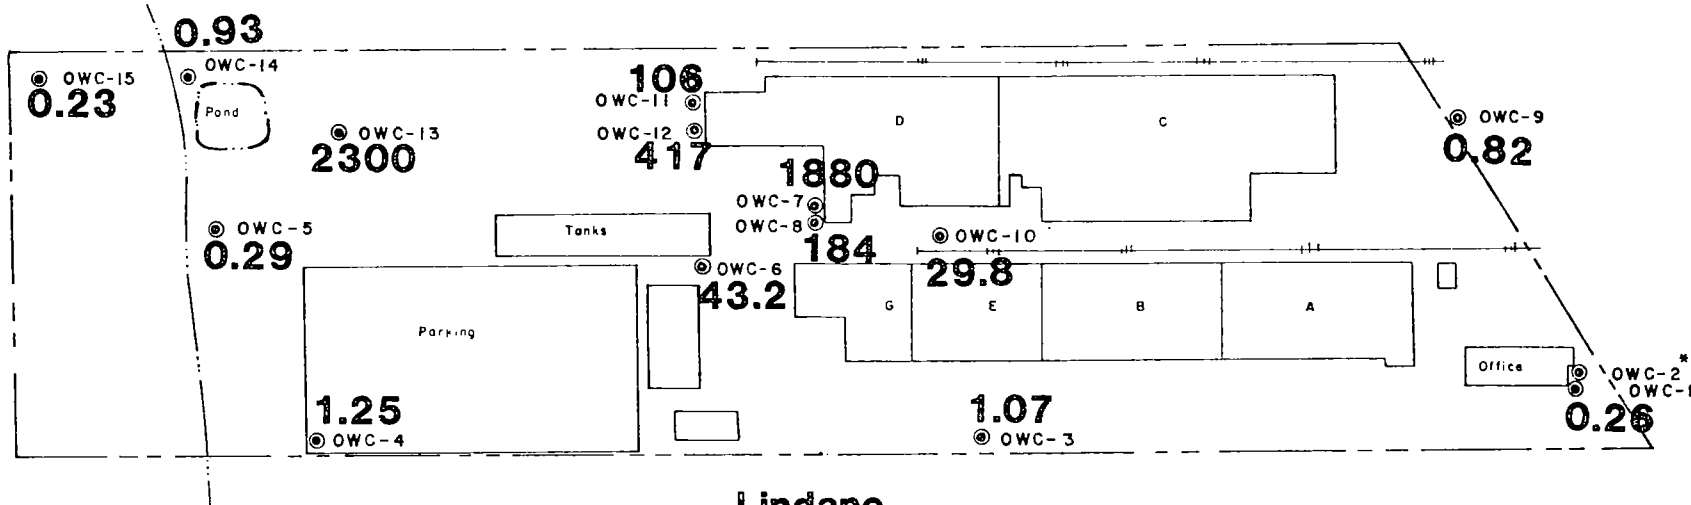 0.93
OWC-14
OWC-15
0.23
Pond
OWC-13
2300
106
OWC-11
OWC-12
417
D
C
OWC-9
0.82
1880
OWC-7
OWC-8
184
OWC-5
0.29
Tanks
OWC-6
43.2
OWC-10
29.8
G
E
B
A
Parking
Office
OWC-2*
OWC-1
0.26
1.25
OWC-4
1.07
OWC-3
Lindane